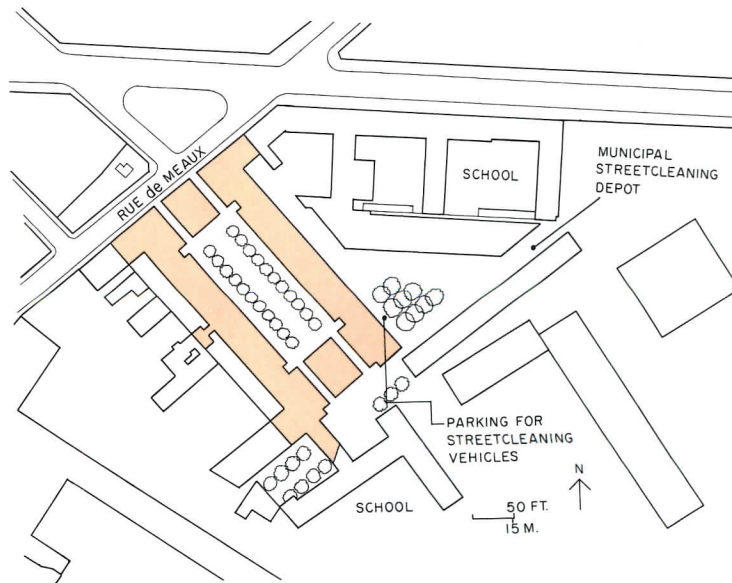 RUE de MEAUX
SCHOOL
MUNICIPAL
STREETCLEANING
DEPOT
PARKING FOR
STREETCLEANING
VEHICLES
SCHOOL
N
50 FT.
15 M.